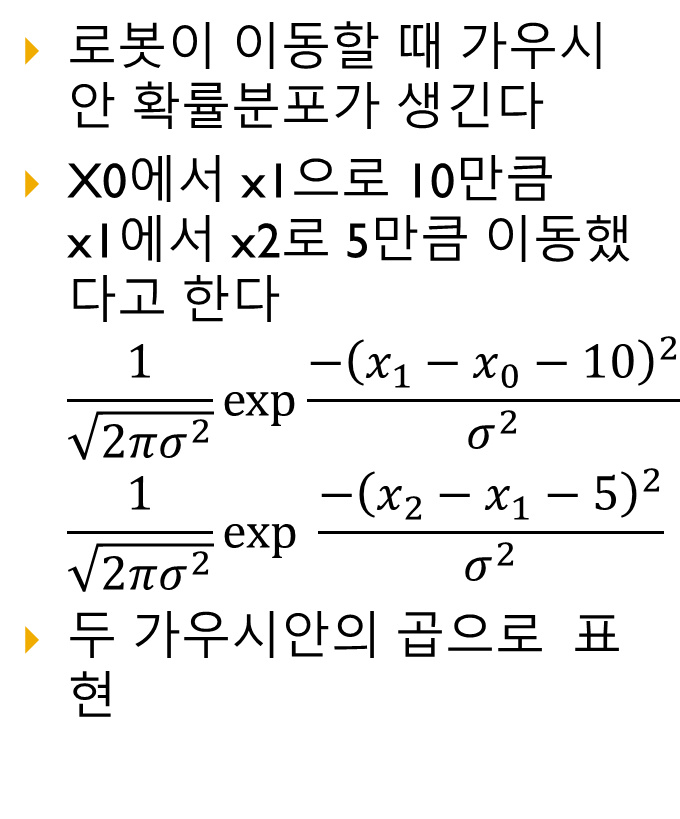 로봇이 이동할 때 가우시
안 확률분포가 생긴다
X0에서 x1으로 10만큼
x1에서 x2로 5만큼 이동했
다고 한다
\frac{1}{\sqrt{2\pi\sigma^2}} \exp \frac{-(x_1 - x_0 - 10)^2}{\sigma^2}
\frac{1}{\sqrt{2\pi\sigma^2}} \exp \frac{-(x_2 - x_1 - 5)^2}{\sigma^2}
두 가우시안의 곱으로 표
현